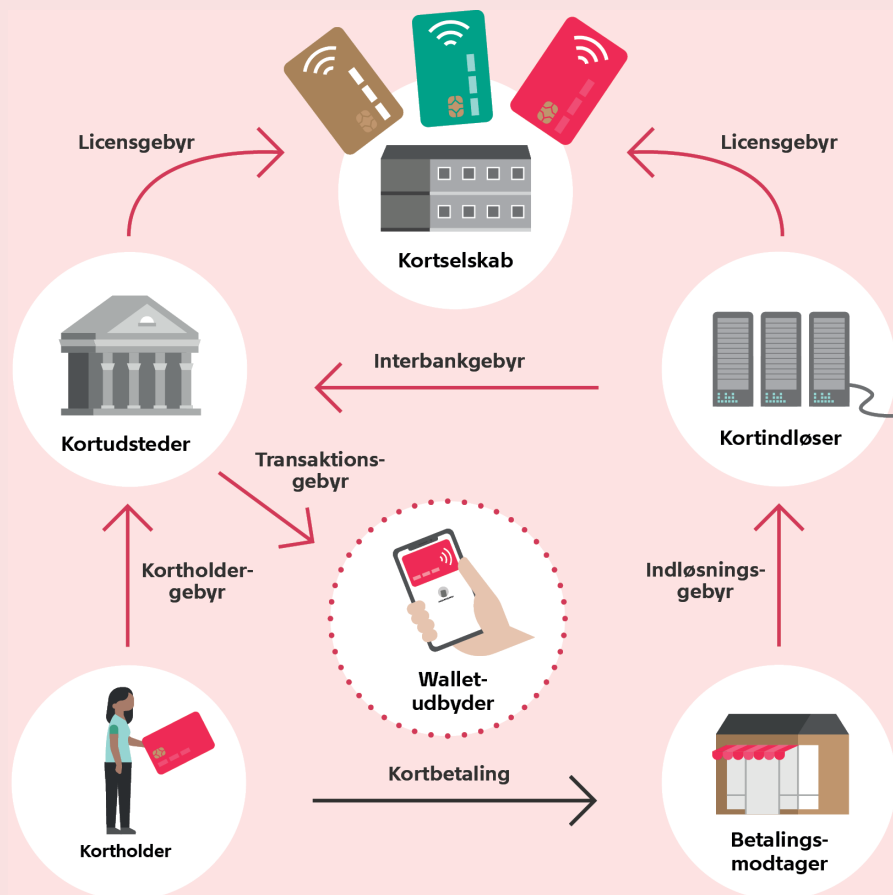 Licensgebyr
Licensgebyr
Kortselskab
Interbankgebyr
Kortudsteder
Kortindløser
Transaktions-
gebyr
Kortholder-
gebyr
Indløsnings-
gebyr
Wallet-
udbyder
Kortbetaling
Kortholder
Betalings-
modtager